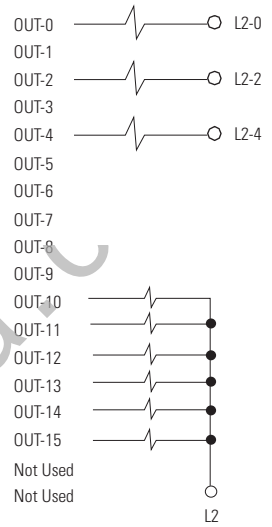 OUT-0 L2-0
OUT-1
OUT-2 L2-2
OUT-3
OUT-4 L2-4
OUT-5
OUT-6
OUT-7
OUT-8
OUT-9
OUT-10
OUT-11
OUT-12
OUT-13
OUT-14
OUT-15
Not Used
Not Used
L2